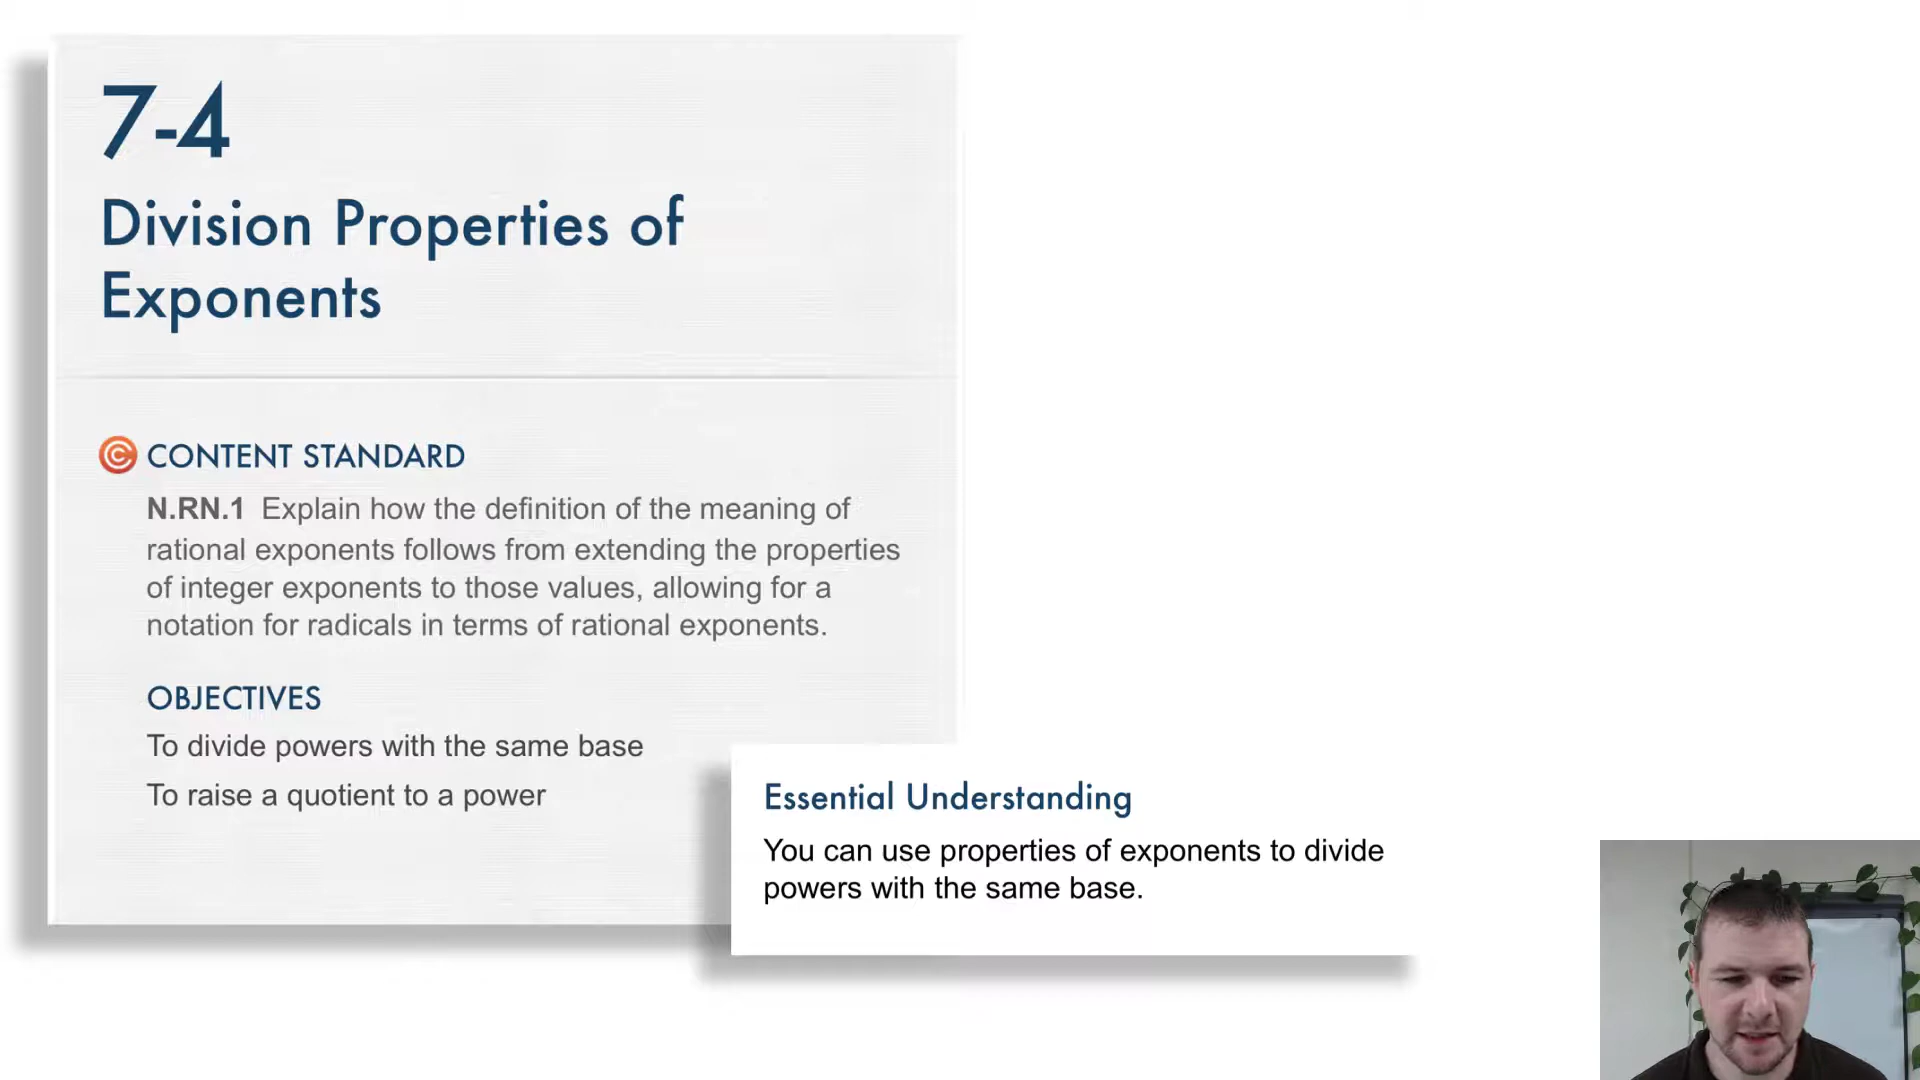 7-4
Division Properties of
Exponents
© CONTENT STANDARD
N.RN.1 Explain how the definition of the meaning of
rational exponents follows from extending the properties
of integer exponents to those values, allowing for a
notation for radicals in terms of rational exponents.
OBJECTIVES
To divide powers with the same base
To raise a quotient to a power
Essential Understanding
You can use properties of exponents to divide
powers with the same base.